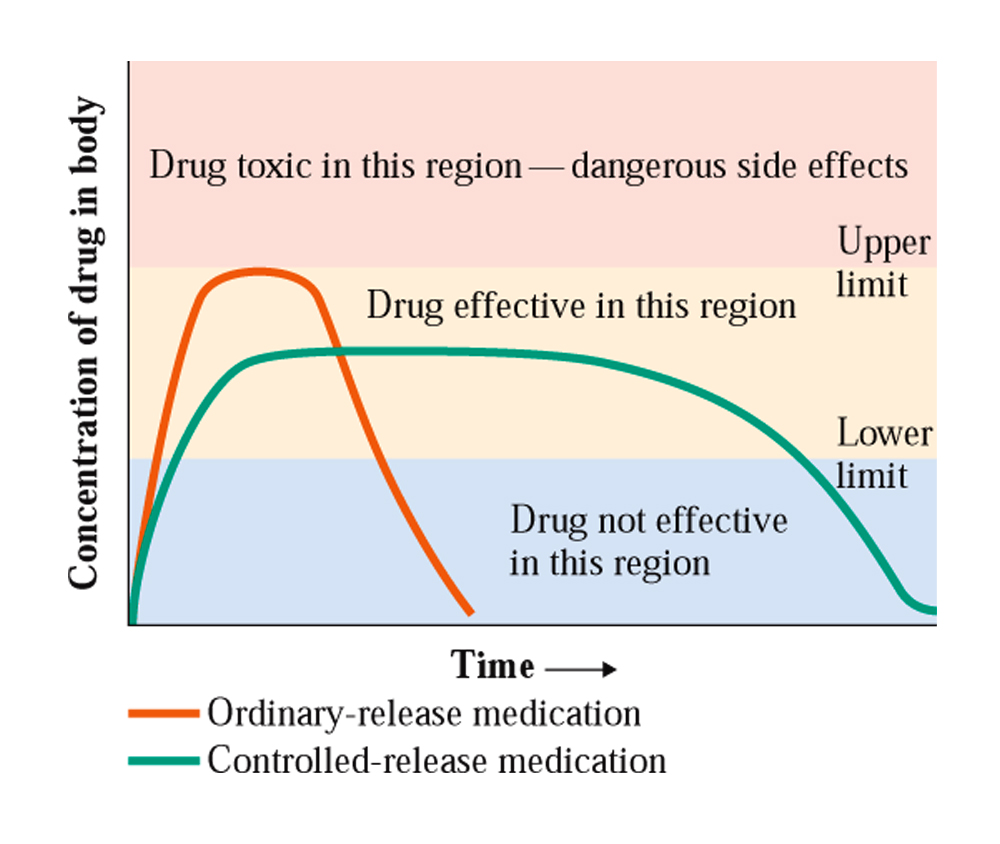 Concentration of drug in body
Drug toxic in this region — dangerous side effects
Upper
limit
Drug effective in this region
Lower
limit
Drug not effective
in this region
Time
Ordinary-release medication
Controlled-release medication